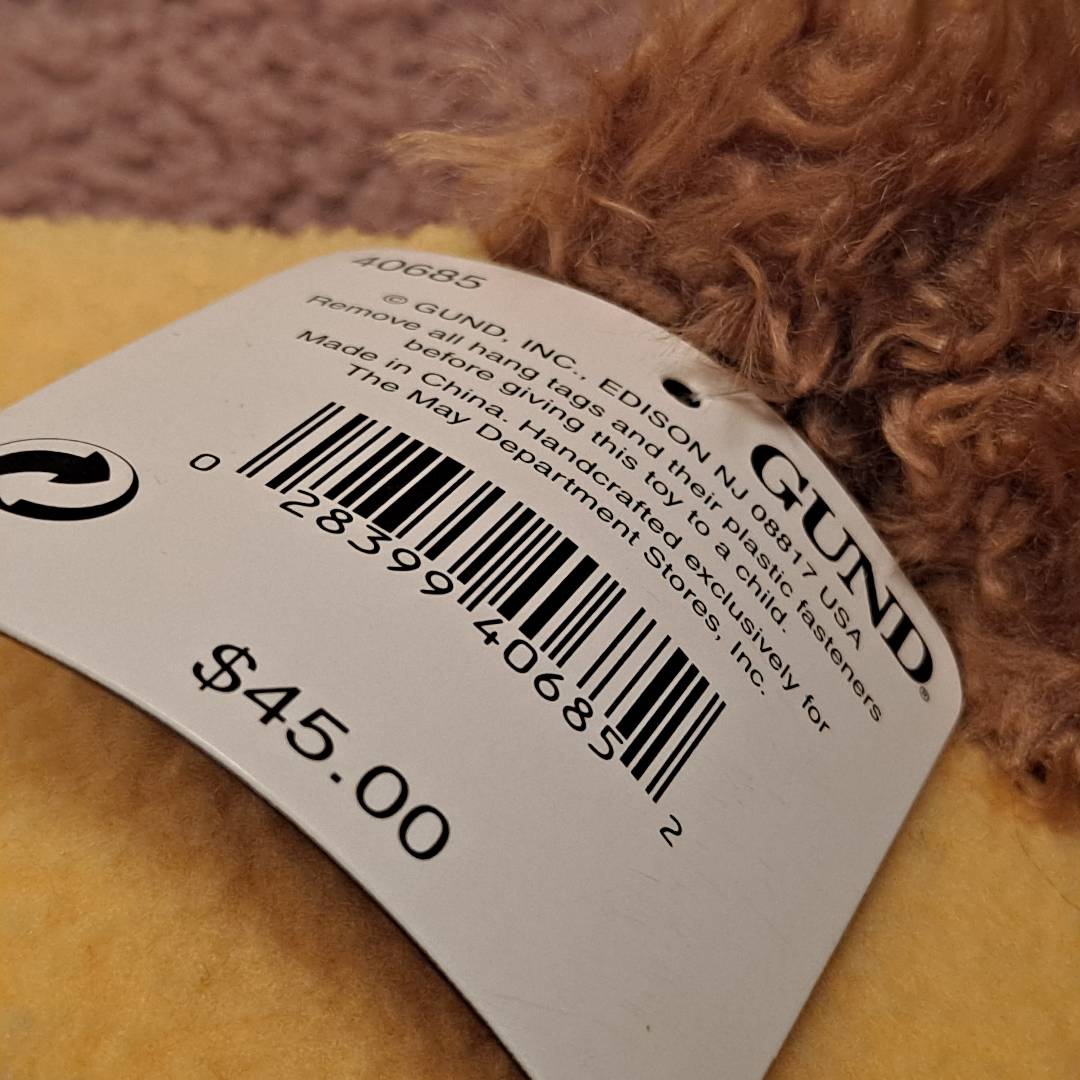 40685
GUND®
© GUND, INC., EDISON NJ 08817 USA
Remove all hang tags and their plastic fasteners
before giving this toy to a child.
Made in China. Handcrafted exclusively for
The May Department Stores, Inc.
0 28399 40685 2
$45.00